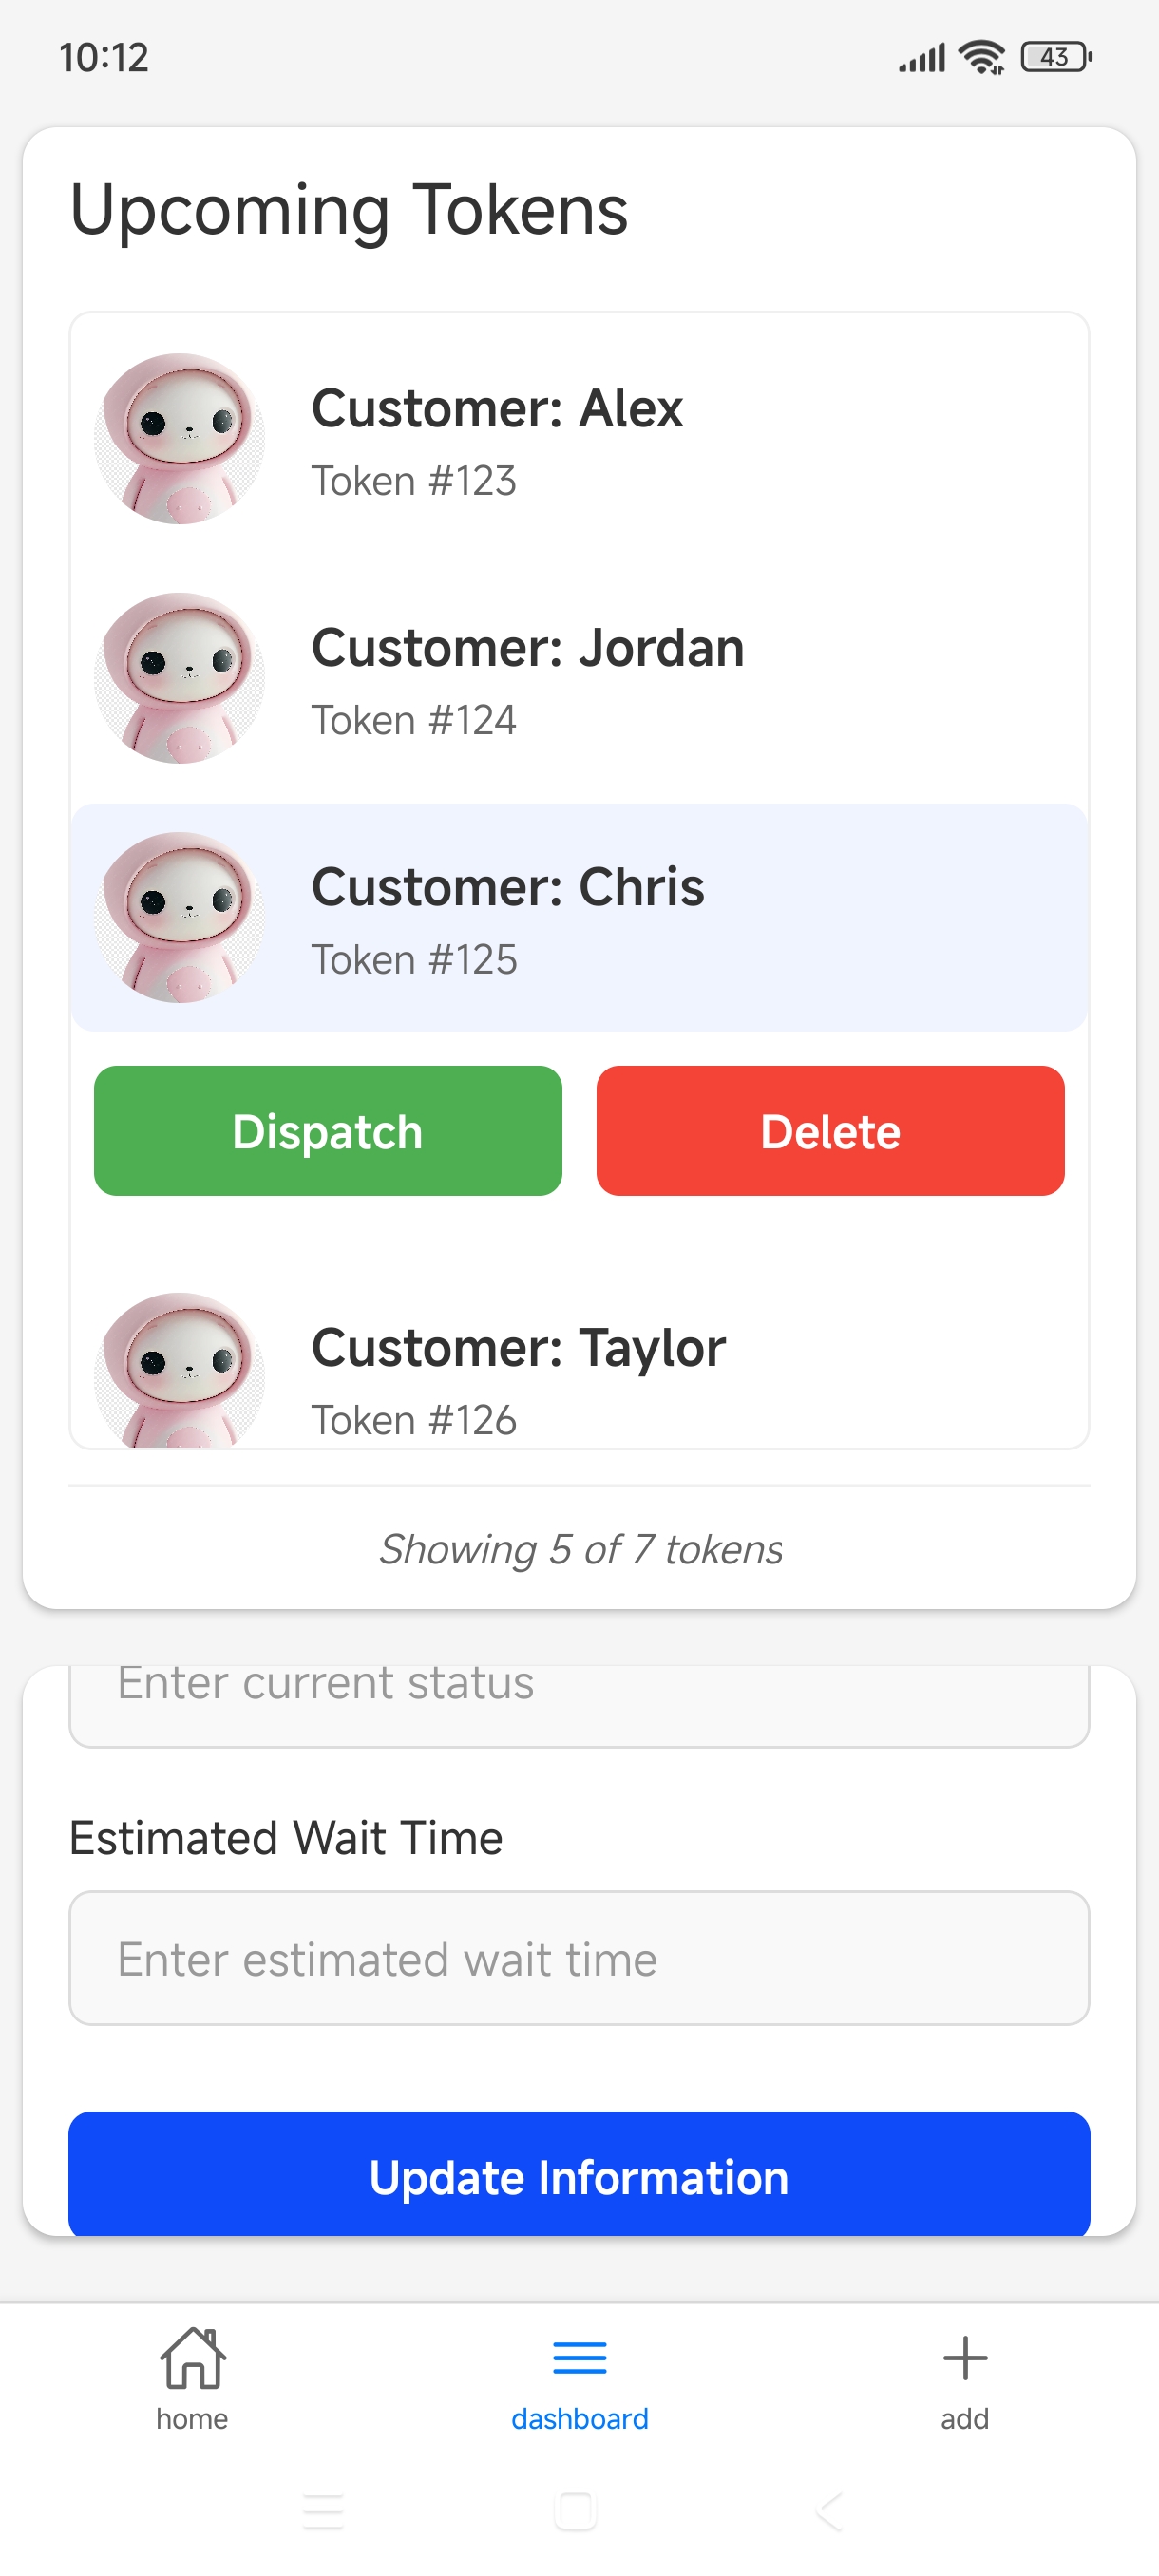 10:12
43
Upcoming Tokens
Customer: Alex
Token #123
Customer: Jordan
Token #124
Customer: Chris
Token #125
Dispatch
Delete
Customer: Taylor
Token #126
Showing 5 of 7 tokens
Enter current status
Estimated Wait Time
Enter estimated wait time
Update Information
home
dashboard
add